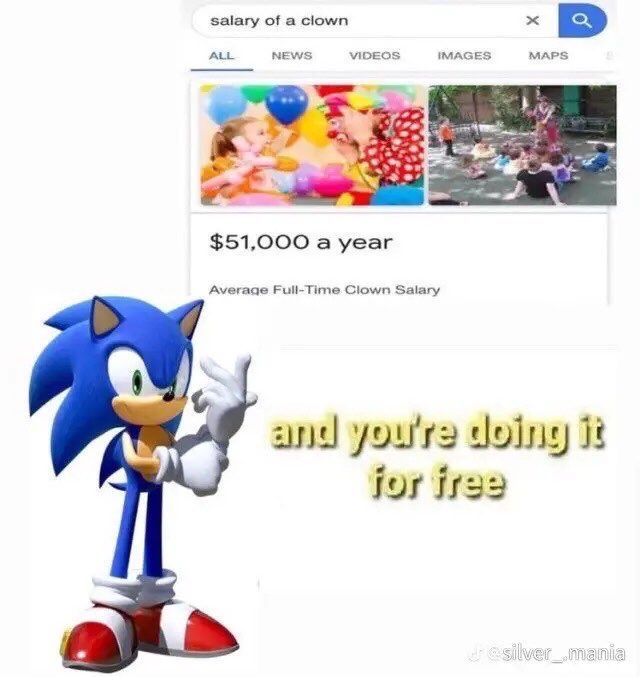 salary of a clown
ALL NEWS VIDEOS IMAGES MAPS
$51,000 a year
Average Full-Time Clown Salary
and you're doing it
for free
@silver_.mania